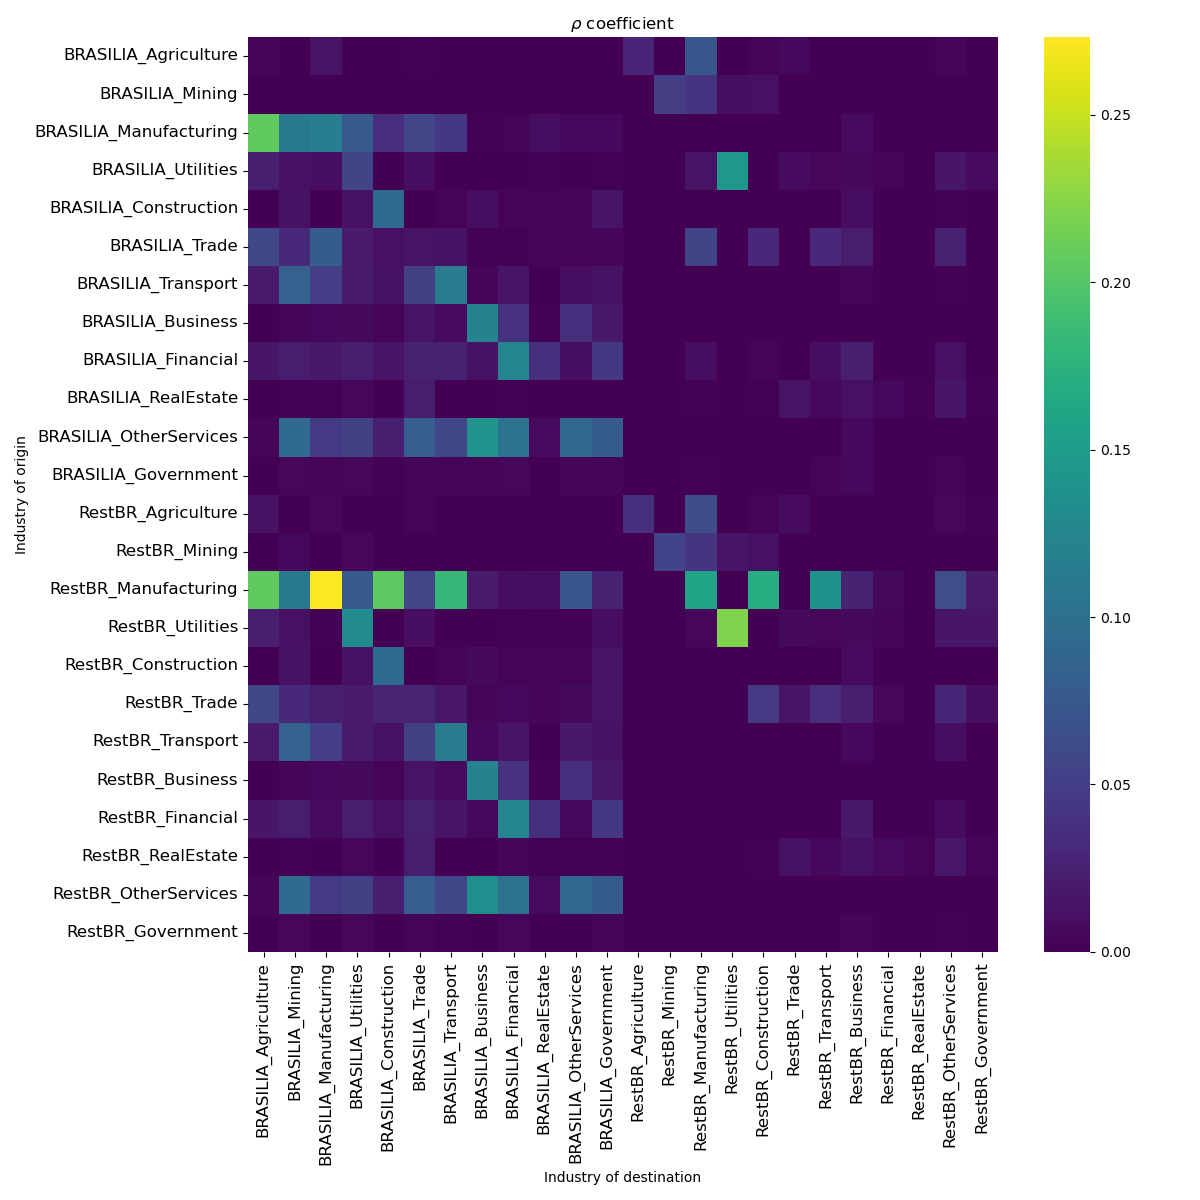 ρ coefficient
Industry of origin
BRASILIA_Agriculture
BRASILIA_Mining
BRASILIA_Manufacturing
BRASILIA_Utilities
BRASILIA_Construction
BRASILIA_Trade
BRASILIA_Transport
BRASILIA_Business
BRASILIA_Financial
BRASILIA_RealEstate
BRASILIA_OtherServices
BRASILIA_Government
RestBR_Agriculture
RestBR_Mining
RestBR_Manufacturing
RestBR_Utilities
RestBR_Construction
RestBR_Trade
RestBR_Transport
RestBR_Business
RestBR_Financial
RestBR_RealEstate
RestBR_OtherServices
RestBR_Government
BRASILIA_Agriculture
BRASILIA_Mining
BRASILIA_Manufacturing
BRASILIA_Utilities
BRASILIA_Construction
BRASILIA_Trade
BRASILIA_Transport
BRASILIA_Business
BRASILIA_Financial
BRASILIA_RealEstate
BRASILIA_OtherServices
BRASILIA_Government
RestBR_Agriculture
RestBR_Mining
RestBR_Manufacturing
RestBR_Utilities
RestBR_Construction
RestBR_Trade
RestBR_Transport
RestBR_Business
RestBR_Financial
RestBR_RealEstate
RestBR_OtherServices
RestBR_Government
Industry of destination
0.25
0.20
0.15
0.10
0.05
0.00